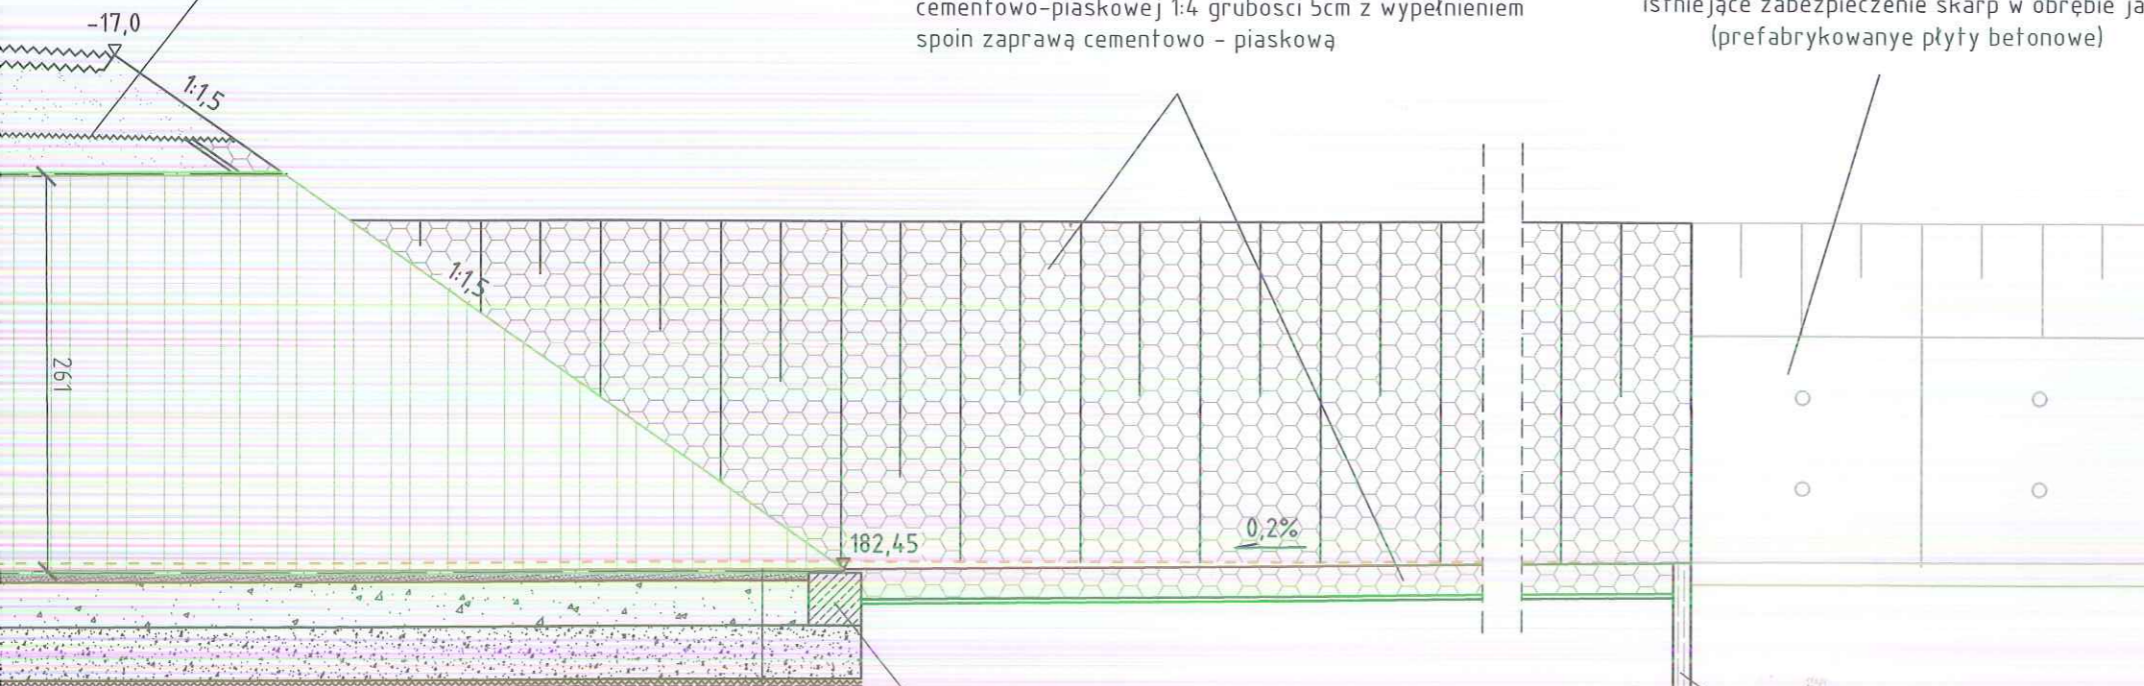 cementowo-piaskowej 1:4 grubości 5cm z wypełnieniem
spoin zaprawą cementowo - piaskową
istniejące zabezpieczenie skarp w obrębie
(prefabrykowanye płyty betonowe)
-17,0
1:1,5
1:1,5
261
182,45
0,2%